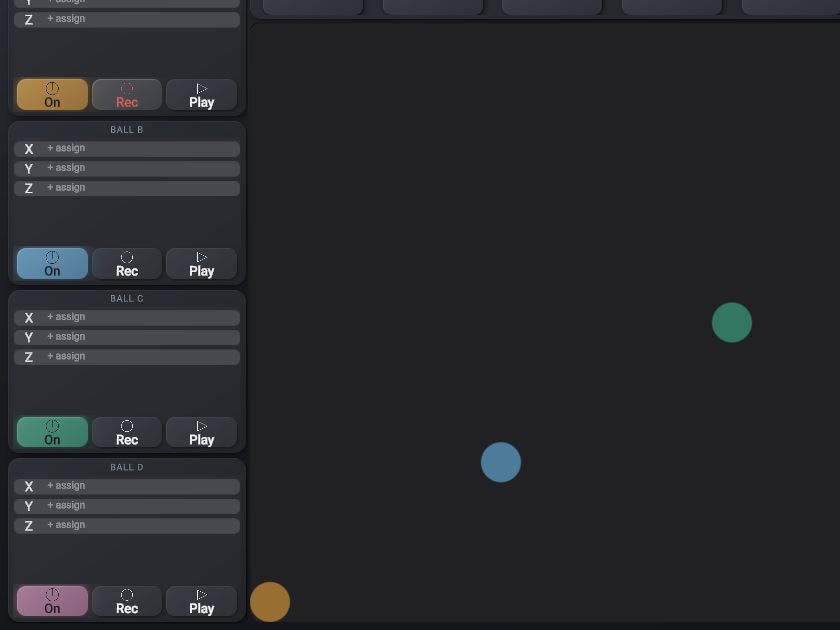 Y + assign
Z + assign
On Rec Play
BALL B
X + assign
Y + assign
Z + assign
On Rec Play
BALL C
X + assign
Y + assign
Z + assign
On Rec Play
BALL D
X + assign
Y + assign
Z + assign
On Rec Play